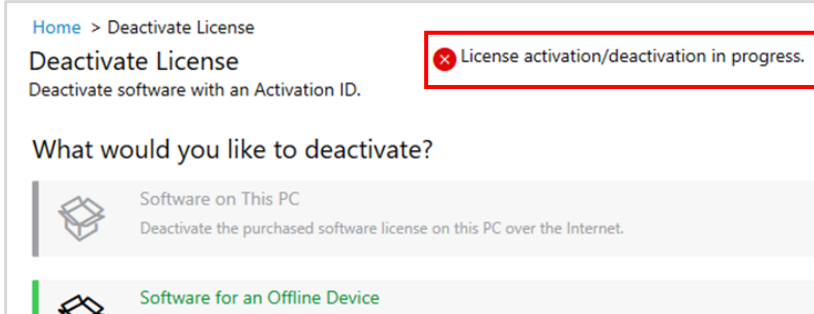 Home > Deactivate License
Deactivate License
License activation/deactivation in progress.
Deactivate software with an Activation ID.
What would you like to deactivate?
Software on This PC
Deactivate the purchased software license on this PC over the Internet.
Software for an Offline Device